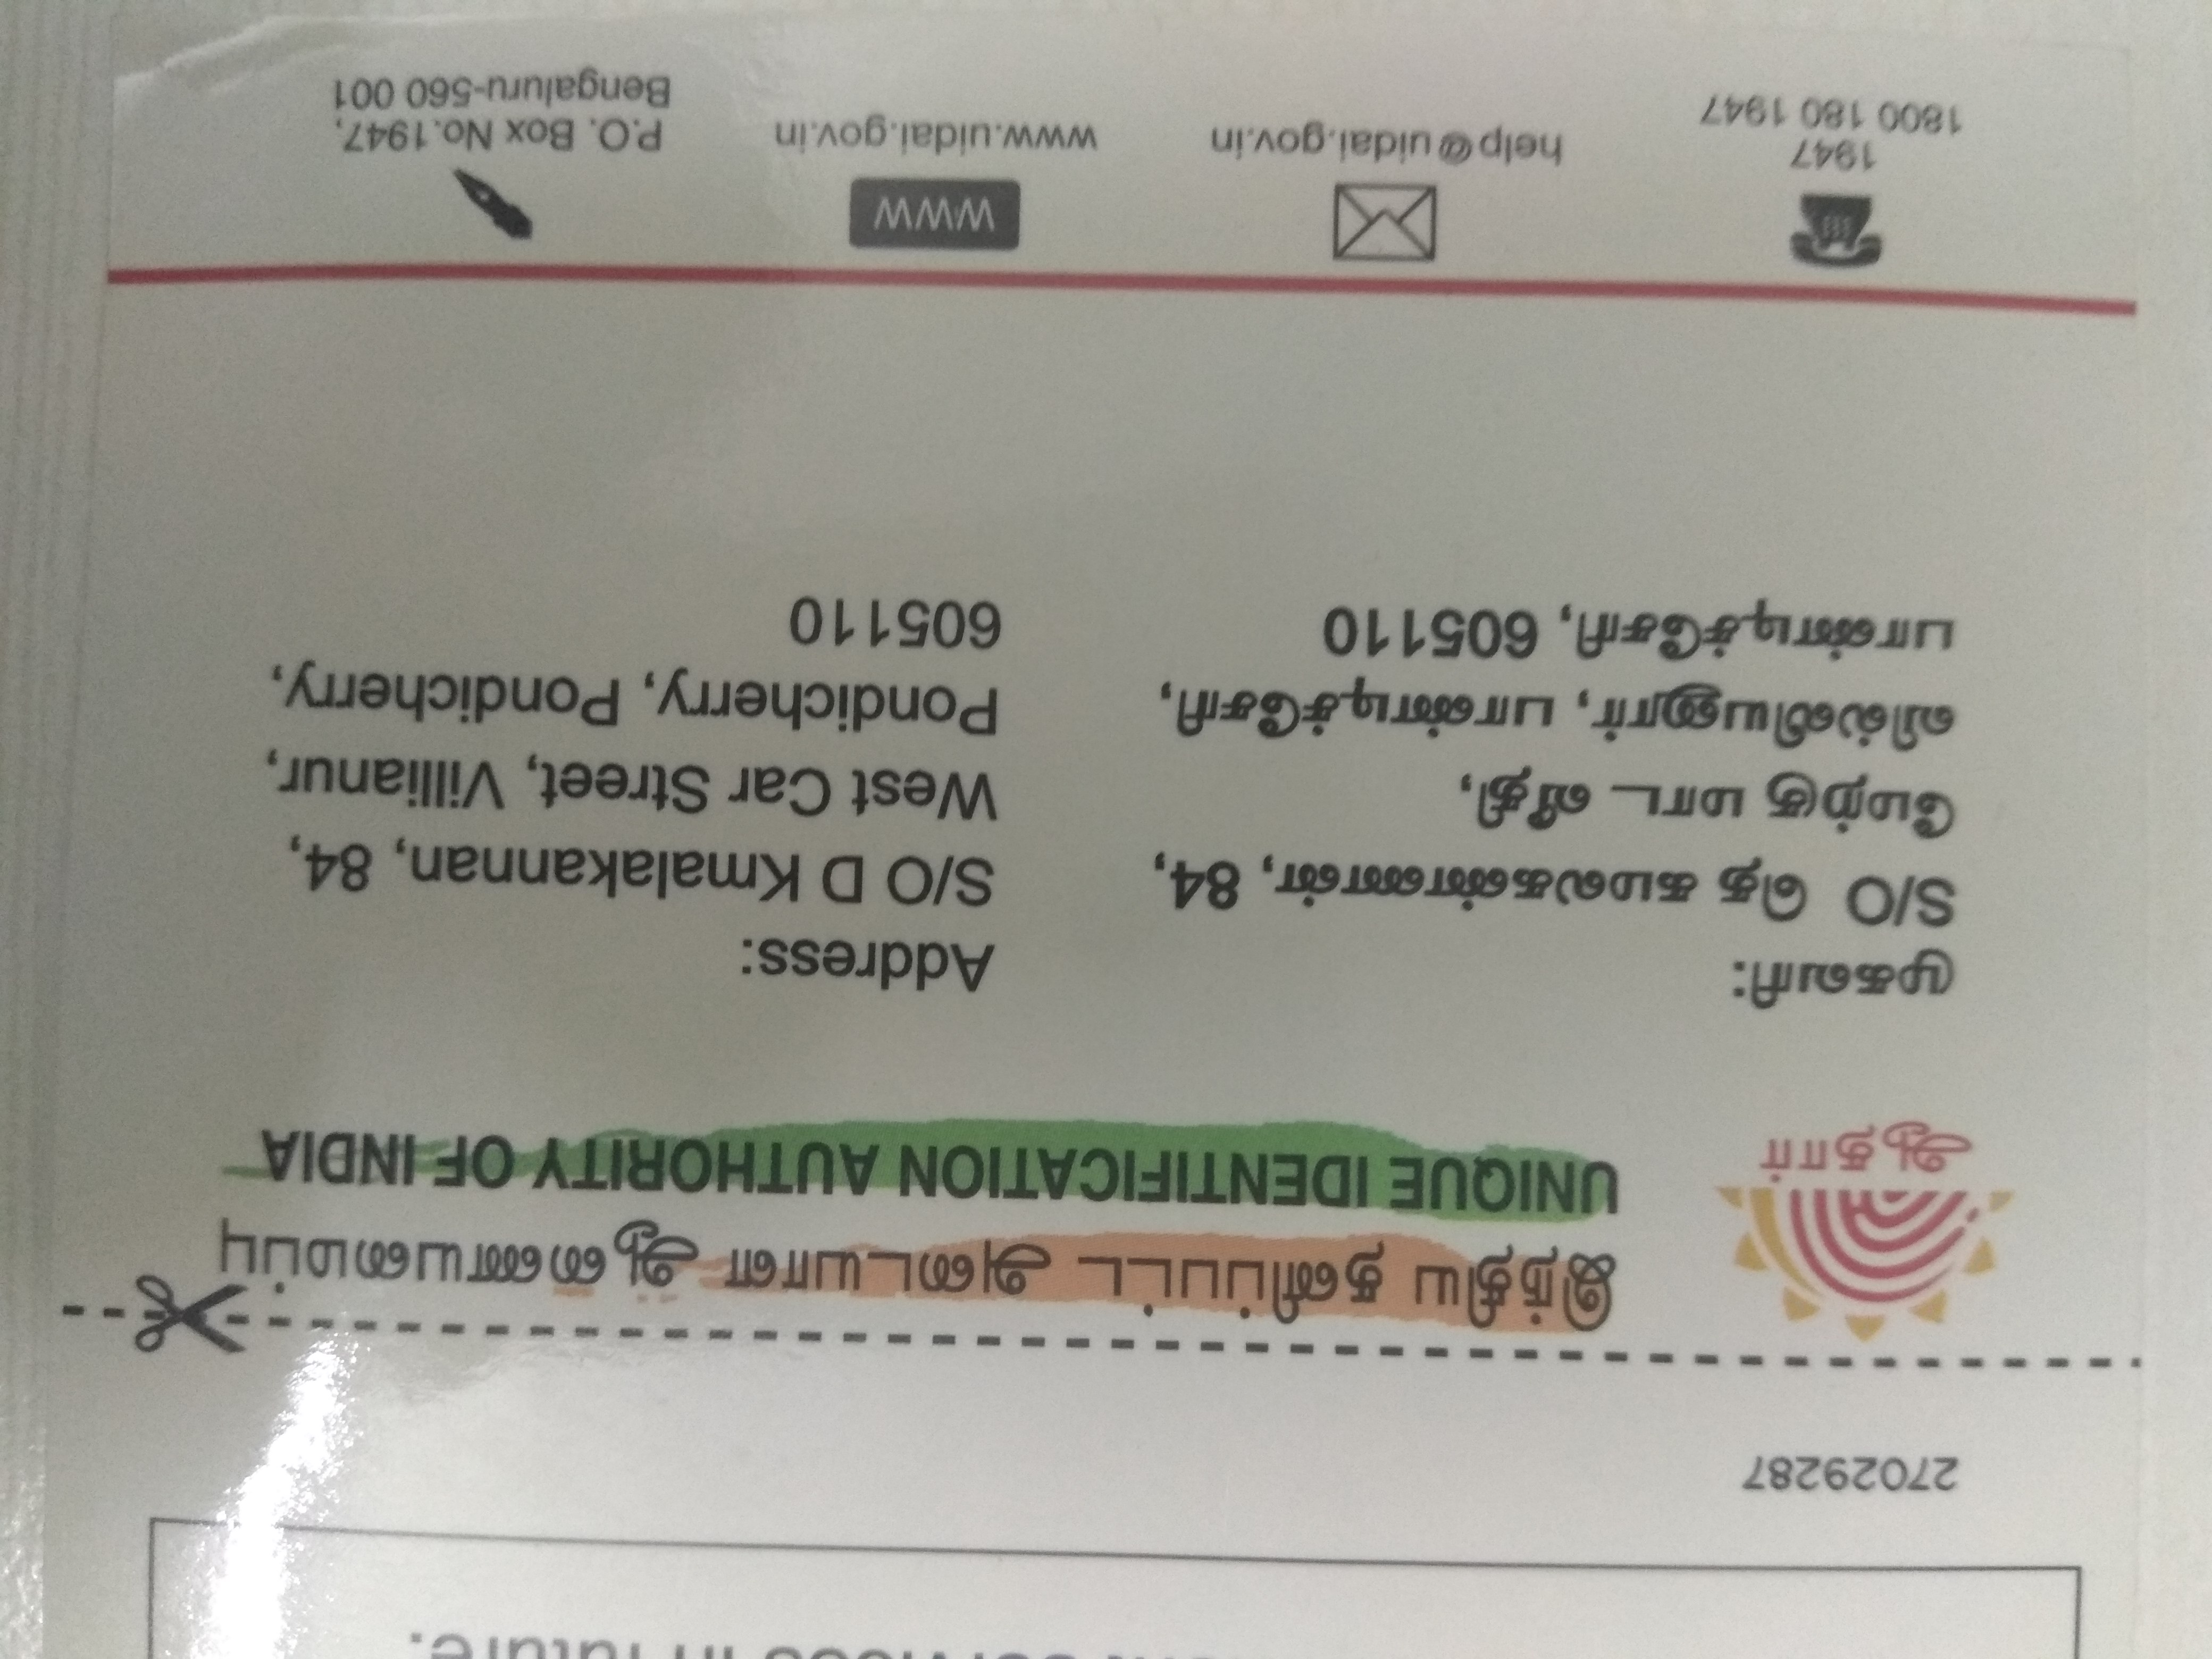 services in future.
27029287
ஆதார்
இந்திய தனிப்பட்ட அடையாள ஆணையமைப்பு
UNIQUE IDENTIFICATION AUTHORITY OF INDIA
முகவரி:
S/O தெ கமலகண்ணன், 84,
மேற்கு மாட வீதி,
வில்லியனூர், பாண்டிச்சேரி,
பாண்டிச்சேரி, 605110
Address:
S/O D Kmalakannan, 84,
West Car Street, Villianur,
Pondicherry, Pondicherry,
605110
1947
1800 180 1947
help@uidai.gov.in
WWW
www.uidai.gov.in
P.O. Box No.1947,
Bengaluru-560 001